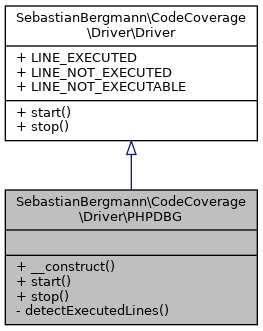 SebastianBergmann\CodeCoverage
\Driver\Driver
+ LINE_EXECUTED
+ LINE_NOT_EXECUTED
+ LINE_NOT_EXECUTABLE
+ start()
+ stop()
SebastianBergmann\CodeCoverage
\Driver\PHPDBG
+ __construct()
+ start()
+ stop()
- detectExecutedLines()